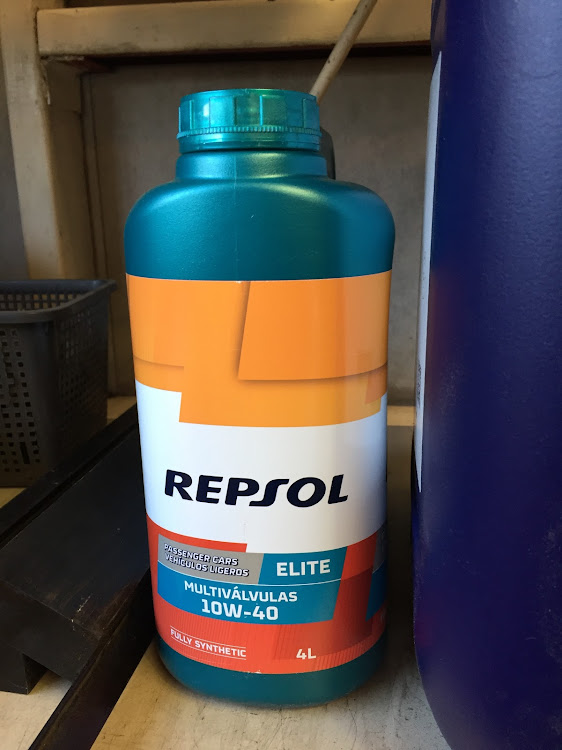 REPSOL
PASSENGER CARS
VEHÍCULOS LIGEROS
ELITE
MULTIVÁLVULAS
10W-40
FULLY SYNTHETIC
4L